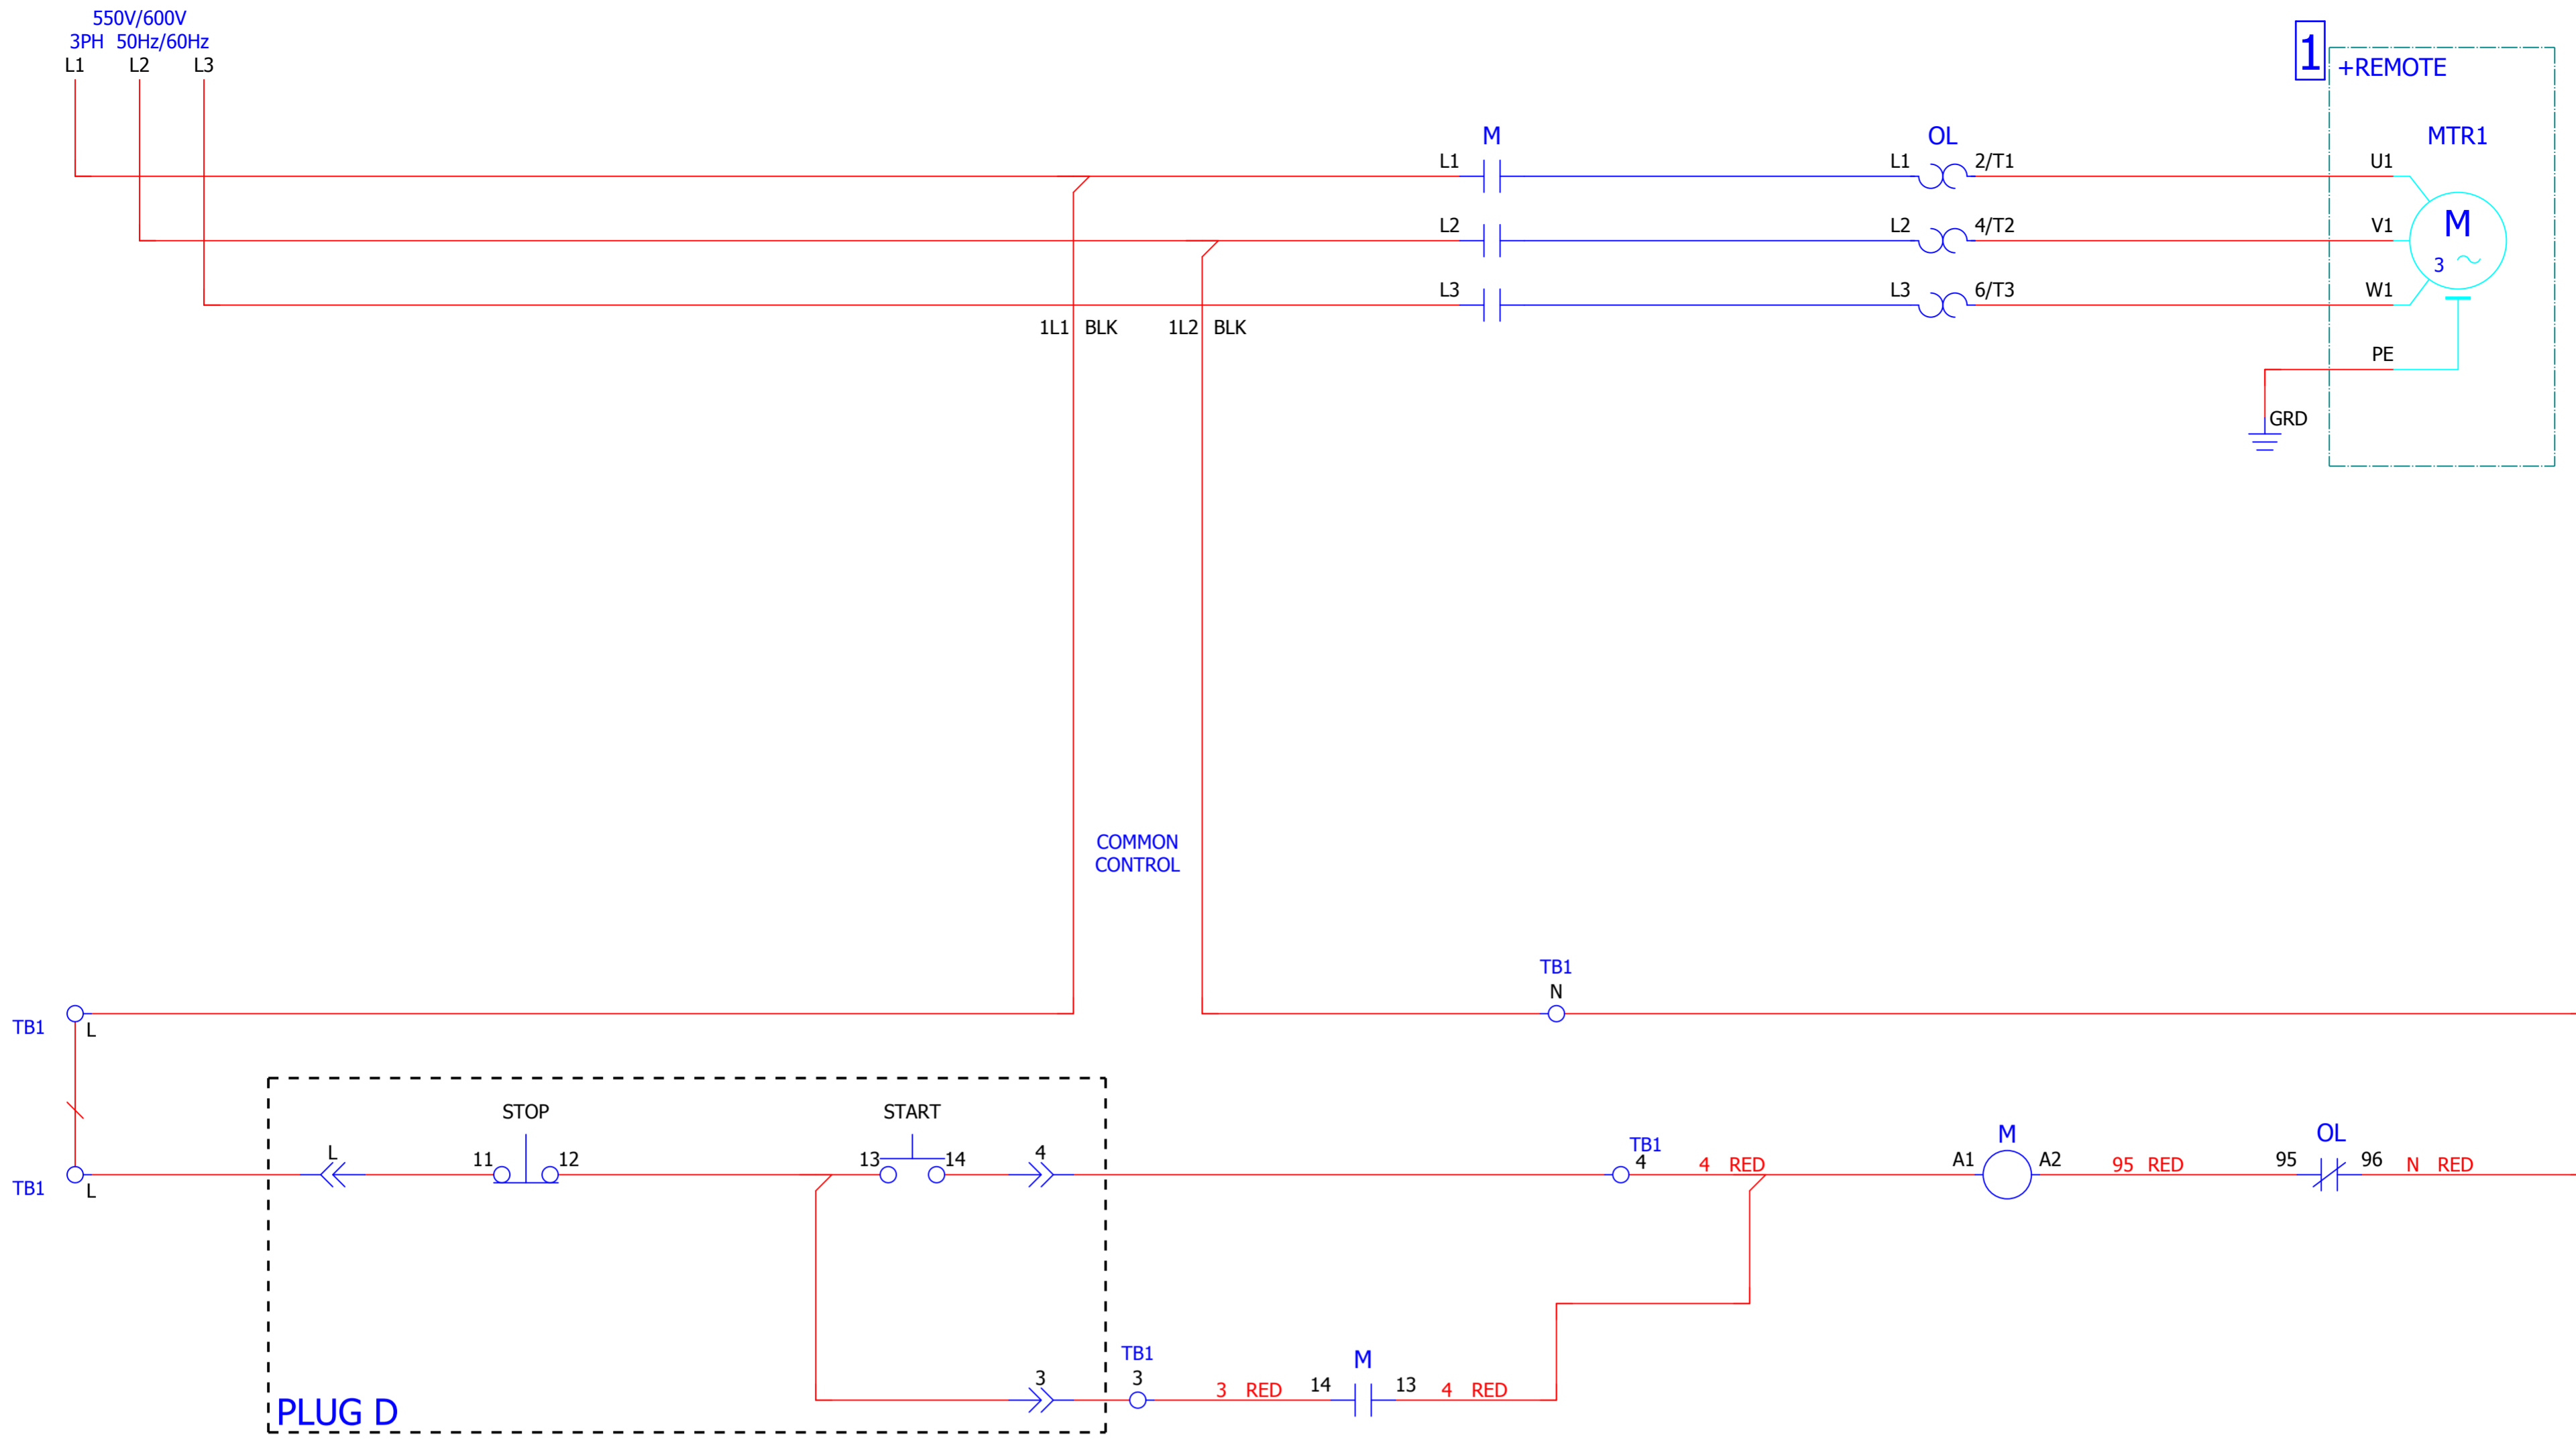 550V/600V
3PH 50Hz/60Hz
L1 L2 L3
1
+REMOTE
M OL MTR1
L1 L1 2/T1 U1
L2 L2 4/T2 V1
M
3
L3 L3 6/T3 W1
1L1 BLK 1L2 BLK
PE
GRD
COMMON
CONTROL
TB1
N
TB1 L
STOP START
L 11 12 13 14 4
TB1
4 4 RED
M
A1 A2 95 RED
OL
95 96 N RED
TB1 L
TB1
3 3
M
3 RED 14 13 4 RED
PLUG D